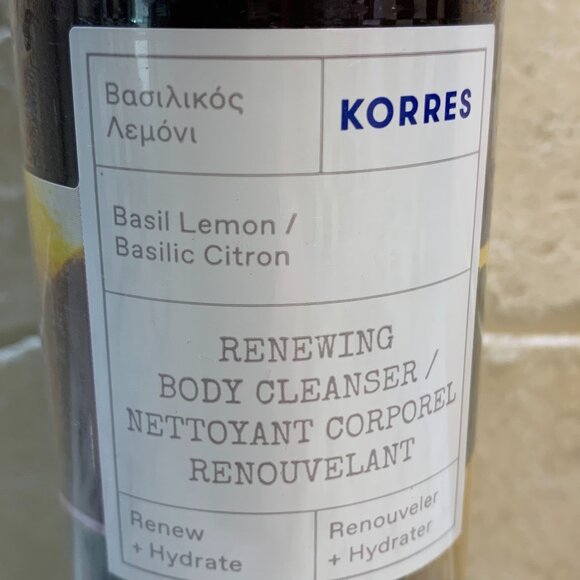 Βασιλικός
Λεμόνι
KORRES
Basil Lemon /
Basilic Citron
RENEWING
BODY CLEANSER /
NETTOYANT CORPOREL
RENOUVELANT
Renew
+ Hydrate
Renouveler
+ Hydrater